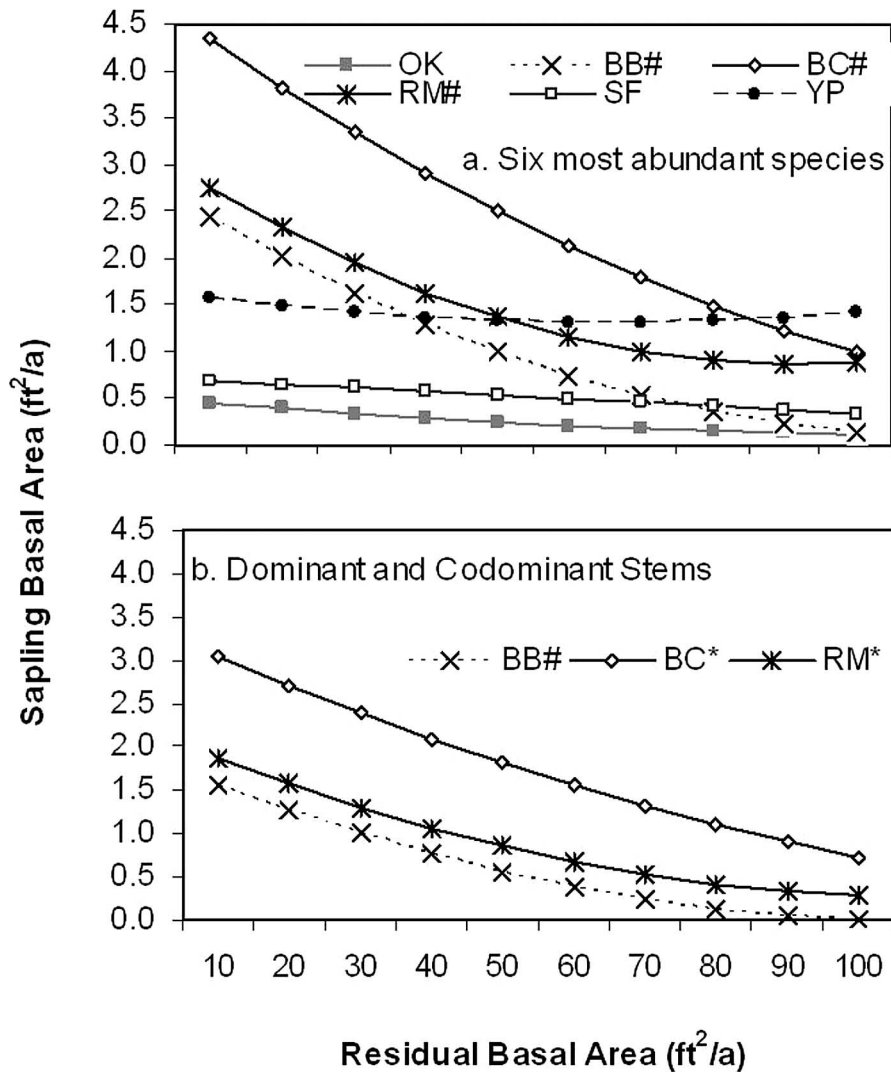 Sapling Basal Area (ft²/a)
4.5
4.0
3.5
3.0
2.5
2.0
1.5
1.0
0.5
0.0
OK BB# BC#
RM# SF YP
a. Six most abundant species
4.5
4.0
3.5
3.0
2.5
2.0
1.5
1.0
0.5
0.0
b. Dominant and Codominant Stems
BB# BC* RM*
10 20 30 40 50 60 70 80 90 100
Residual Basal Area (ft²/a)